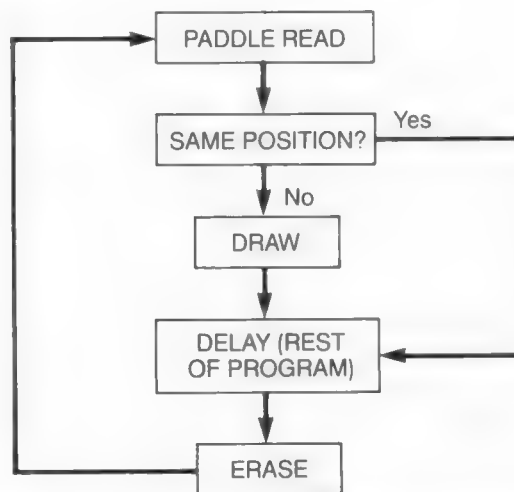 PADDLE READ
SAME POSITION?
Yes
No
DRAW
DELAY (REST
OF PROGRAM)
ERASE